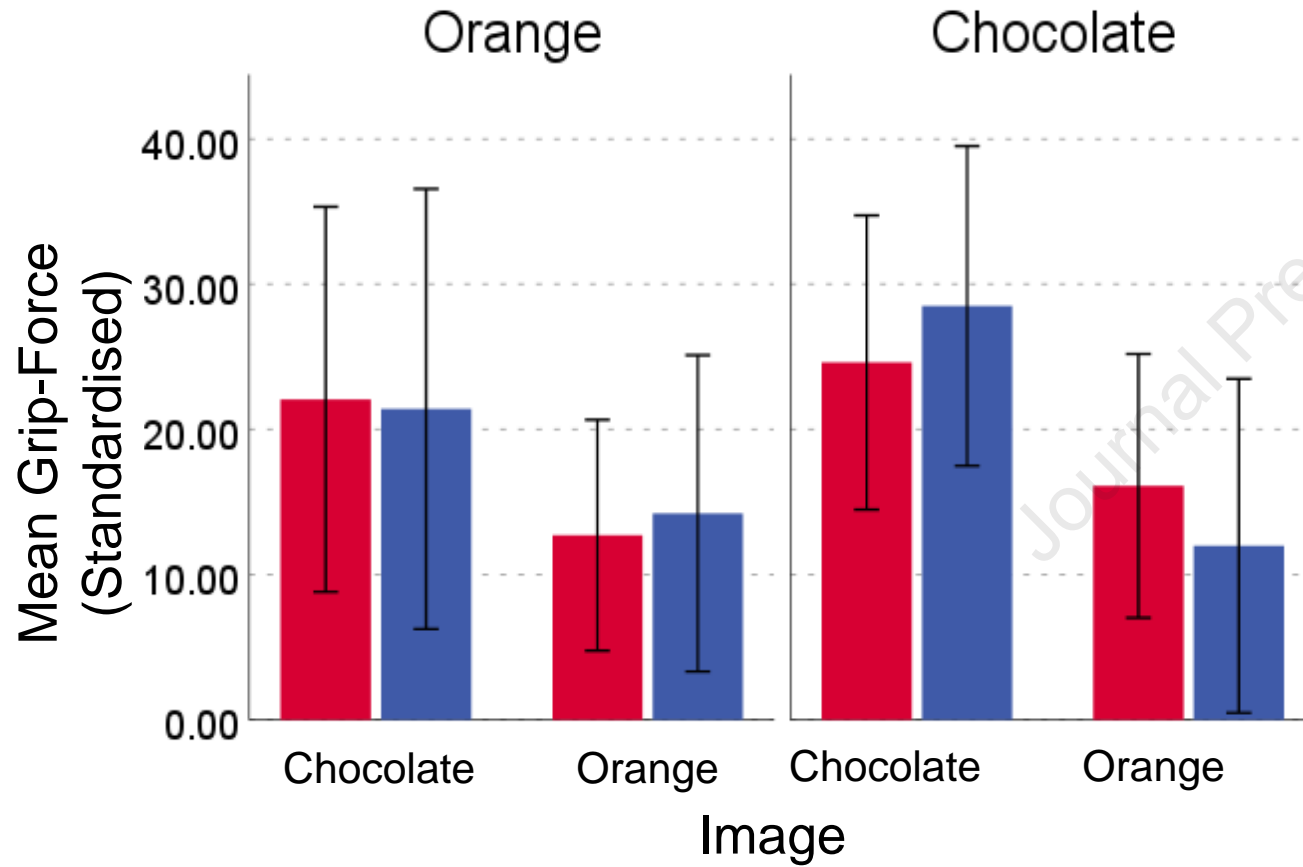 Orange
Chocolate
40.00
30.00
20.00
10.00
0.00
Mean Grip-Force
(Standardised)
Chocolate
Orange
Chocolate
Orange
Image
Journal Pre